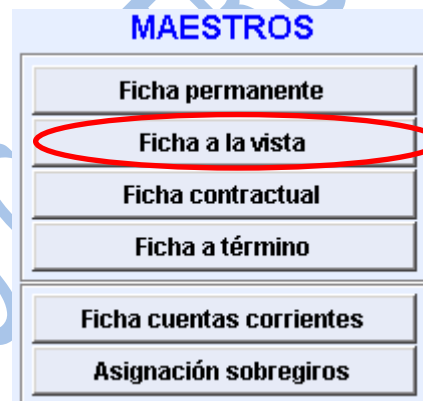 MAESTROS
Ficha permanente
Ficha a la vista
Ficha contractual
Ficha a término
Ficha cuentas corrientes
Asignación sobregiros